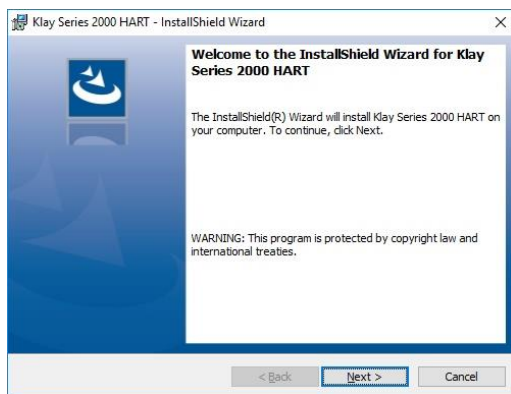 Klay Series 2000 HART - InstallShield Wizard
Welcome to the InstallShield Wizard for Klay
Series 2000 HART
The InstallShield(R) Wizard will install Klay Series 2000 HART on
your computer. To continue, click Next.
WARNING: This program is protected by copyright law and
international treaties.
< Back Next > Cancel